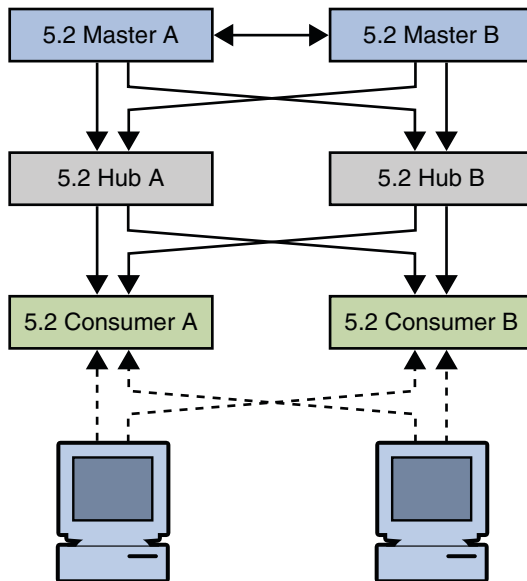 5.2 Master A
5.2 Master B
5.2 Hub A
5.2 Hub B
5.2 Consumer A
5.2 Consumer B